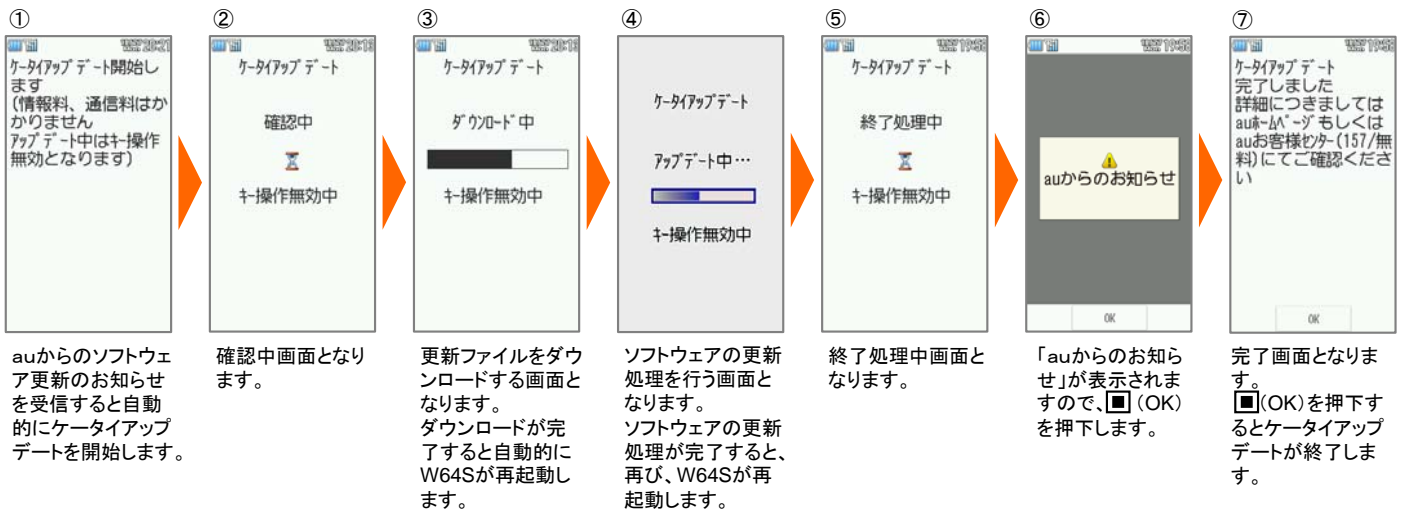 ①
ｹｰﾀｲｱｯﾌﾟﾃﾞｰﾄ開始し
ます
(情報料、通信料はか
かりません
ｱｯﾌﾟﾃﾞｰﾄ中はｷｰ操作
無効となります)
auからのソフトウェ
ア更新のお知らせ
を受信すると自動
的にケータイアップ
デートを開始します。
②
ｹｰﾀｲｱｯﾌﾟﾃﾞｰﾄ
確認中
ｷｰ操作無効中
確認中画面となり
ます。
③
ｹｰﾀｲｱｯﾌﾟﾃﾞｰﾄ
ﾀﾞｳﾝﾛｰﾄﾞ中
ｷｰ操作無効中
更新ファイルをダウ
ンロードする画面と
なります。
ダウンロードが完
了すると自動的に
W64Sが再起動し
ます。
④
ｹｰﾀｲｱｯﾌﾟﾃﾞｰﾄ
ｱｯﾌﾟﾃﾞｰﾄ中…
ｷｰ操作無効中
ソフトウェアの更新
処理を行う画面と
なります。
ソフトウェアの更新
処理が完了すると、
再び、W64Sが再
起動します。
⑤
ｹｰﾀｲｱｯﾌﾟﾃﾞｰﾄ
終了処理中
ｷｰ操作無効中
終了処理中画面と
なります。
⑥
auからのお知らせ
OK
「auからのお知ら
せ」が表示されま
すので、■(OK)
を押下します。
⑦
ｹｰﾀｲｱｯﾌﾟﾃﾞｰﾄ
完了しました
詳細につきましては
auﾎｰﾑﾍﾟｰｼﾞもしくは
auお客様ｾﾝﾀｰ(157/無
料)にてご確認くださ
い
OK
完了画面となりま
す。
■(OK)を押下す
るとケータイアップ
デートが終了しま
す。